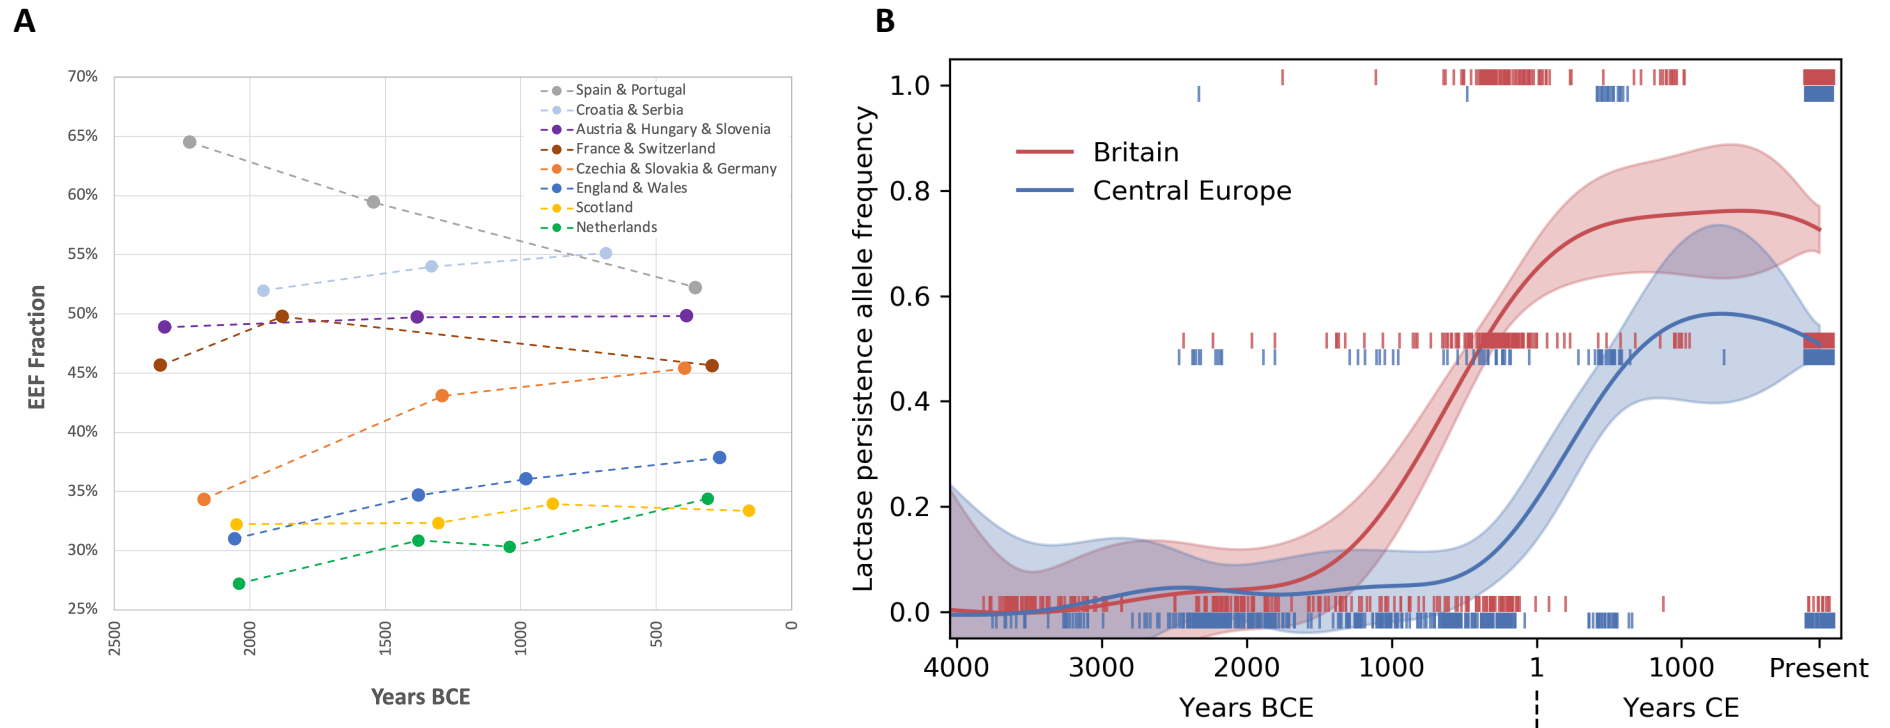 A
70%
65%
60%
55%
50%
45%
40%
35%
30%
25%
EEF Fraction
Spain & Portugal
Croatia & Serbia
Austria & Hungary & Slovenia
France & Switzerland
Czechia & Slovakia & Germany
England & Wales
Scotland
Netherlands
2500 2000 1500 1000 500 0
Years BCE
B
Lactase persistence allele frequency
1.0
0.8
0.6
0.4
0.2
0.0
Britain
Central Europe
4000 3000 2000 1000 1 1000 Present
Years BCE Years CE